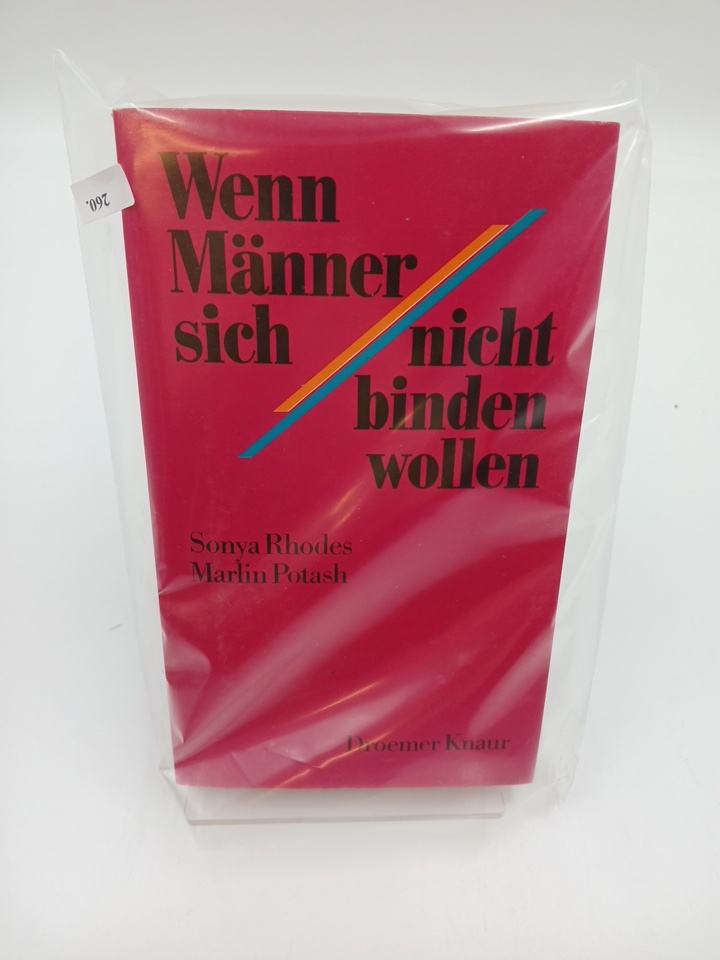 260.
Wenn
Männer
sich nicht
binden
wollen
Sonya Rhodes
Marlin Potash
Droemer Knaur